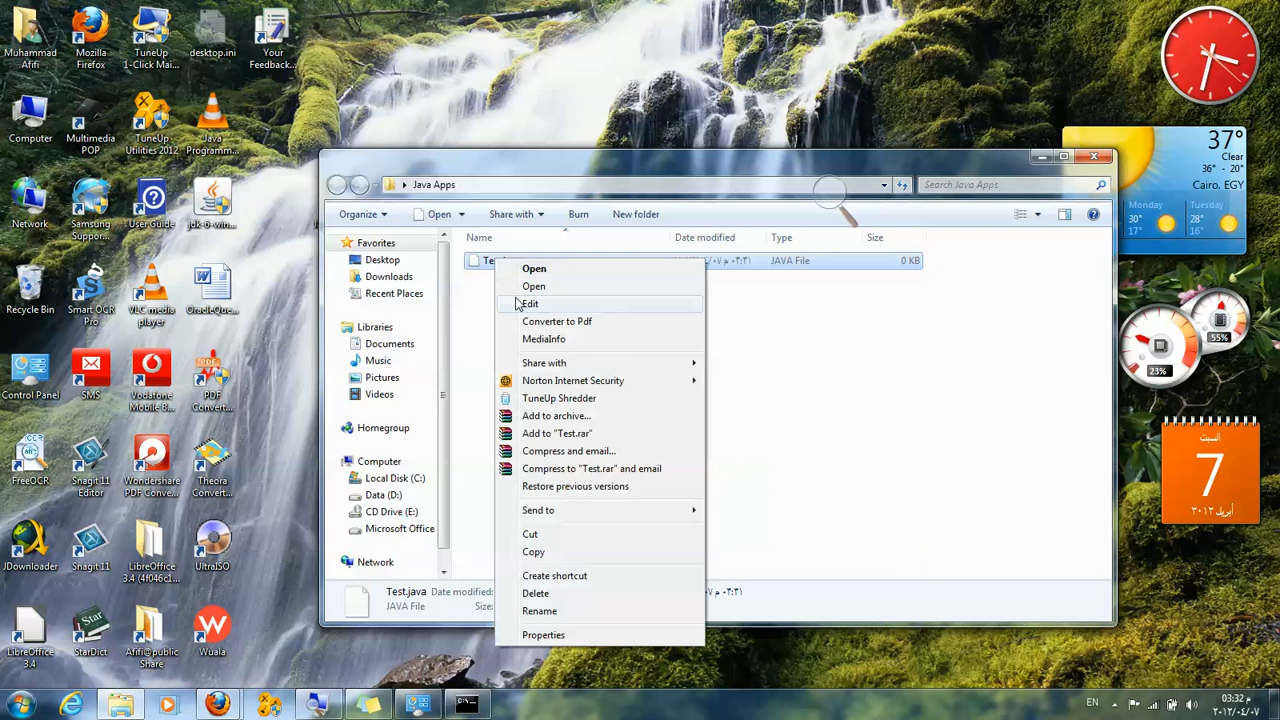 Muhammad
Afifi
Mozilla
Firefox
TuneUp
1-Click Mai...
desktop.ini
Your
Feedback...
Computer
Multimedia
POP
TuneUp
Utilities 2012
Java
Programm...
Network
Samsung
Suppor...
User Guide
jdk-6-win...
Recycle Bin
Smart OCR
Pro
VLC media
player
OracleQue...
Control Panel
SMS
Vodafone
Mobile B...
PDF
Convert...
FreeOCR
Snagit 11
Editor
Wondershare
PDF Conve...
Theora
Convert...
JDownloader
Snagit 11
LibreOffice
3.4 (4f046c1...
UltraISO
LibreOffice
3.4
StarDict
Afifi@public
Share
Wuala
Java Apps
Search Java Apps
Organize
Open
Share with
Burn
New folder
Name
Date modified
Type
Size
JAVA File
0 KB
Favorites
Desktop
Downloads
Recent Places
Libraries
Documents
Music
Pictures
Videos
Homegroup
Computer
Local Disk (C:)
Data (D:)
CD Drive (E:)
Microsoft Office
Network
Open
Open
Edit
Converter to Pdf
MediaInfo
Share with
Norton Internet Security
TuneUp Shredder
Add to archive...
Add to "Test.rar"
Compress and email...
Compress to "Test.rar" and email
Restore previous versions
Send to
Cut
Copy
Create shortcut
Delete
Rename
Properties
Test.java Date modified:
JAVA File Size:
37°
Clear
36° - 20°
Cairo, EGY
Monday
30°
17°
Tuesday
28°
16°
55%
23%
السبت
7
أبريل ٢٠١٢
EN
03:32 م
٢٠١٢/٠٤/٠٧